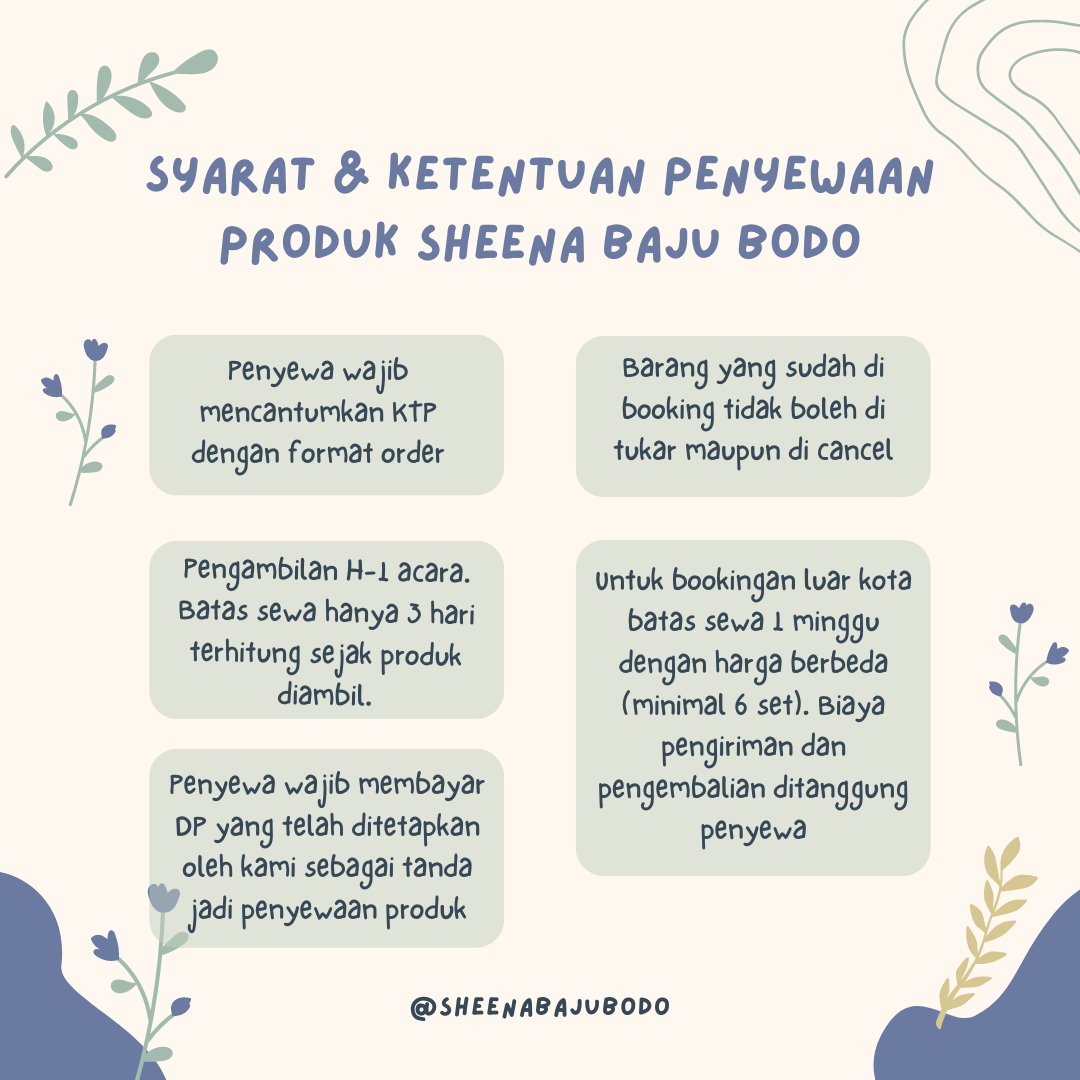 SYARAT & KETENTUAN PENYEWAAN
PRODUK SHEENA BAJU BODO
Penyewa wajib
mencantumkan KTP
dengan format order
Pengambilan H-1 acara.
Batas sewa hanya 3 hari
terhitung sejak produk
diambil.
Penyewa wajib membayar
DP yang telah ditetapkan
oleh kami sebagai tanda
jadi penyewaan produk
Barang yang sudah di
booking tidak boleh di
tukar maupun di cancel
Untuk bookingan luar kota
batas sewa 1 minggu
dengan harga berbeda
(minimal 6 set). Biaya
pengiriman dan
pengembalian ditanggung
penyewa
@SHEENABAJUBODO